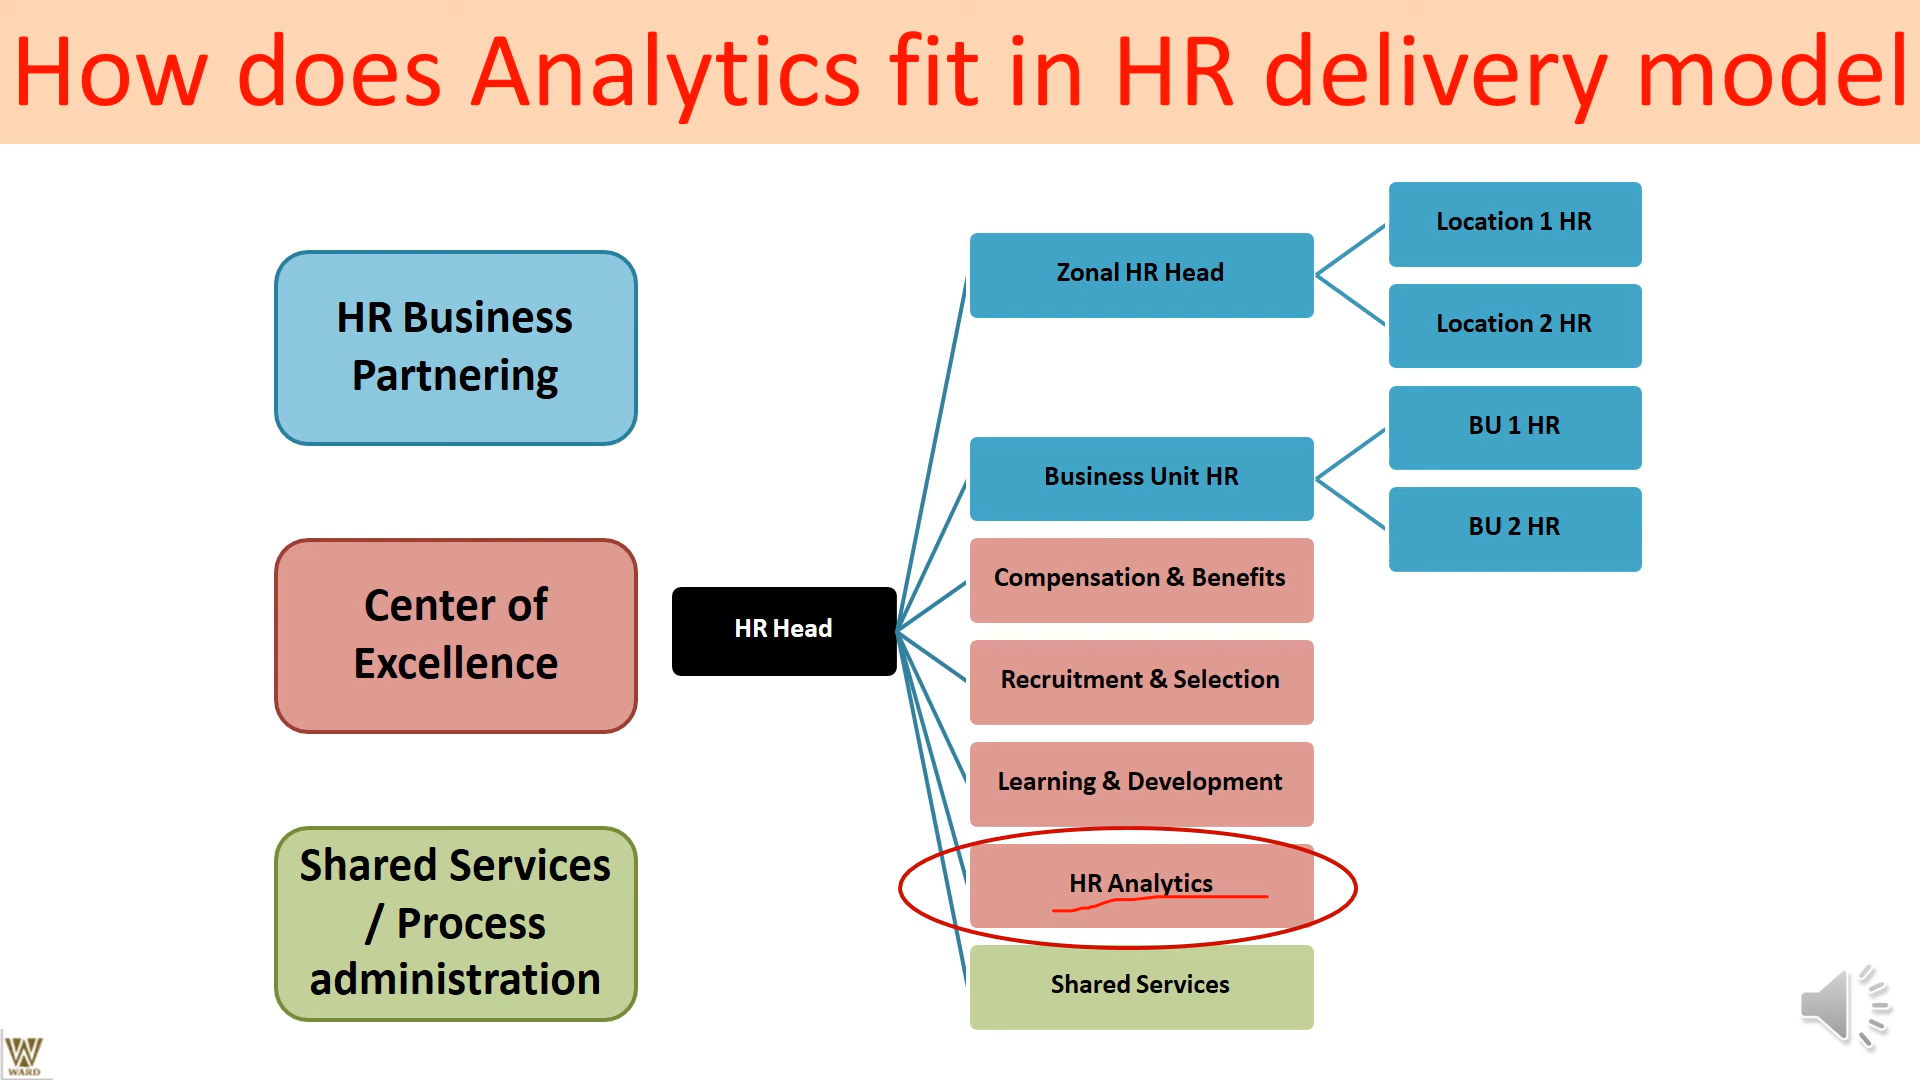 How does Analytics fit in HR delivery model
HR Business
Partnering
Center of
Excellence
Shared Services
/ Process
administration
HR Head
Zonal HR Head
Business Unit HR
Compensation & Benefits
Recruitment & Selection
Learning & Development
HR Analytics
Shared Services
Location 1 HR
Location 2 HR
BU 1 HR
BU 2 HR
WARD